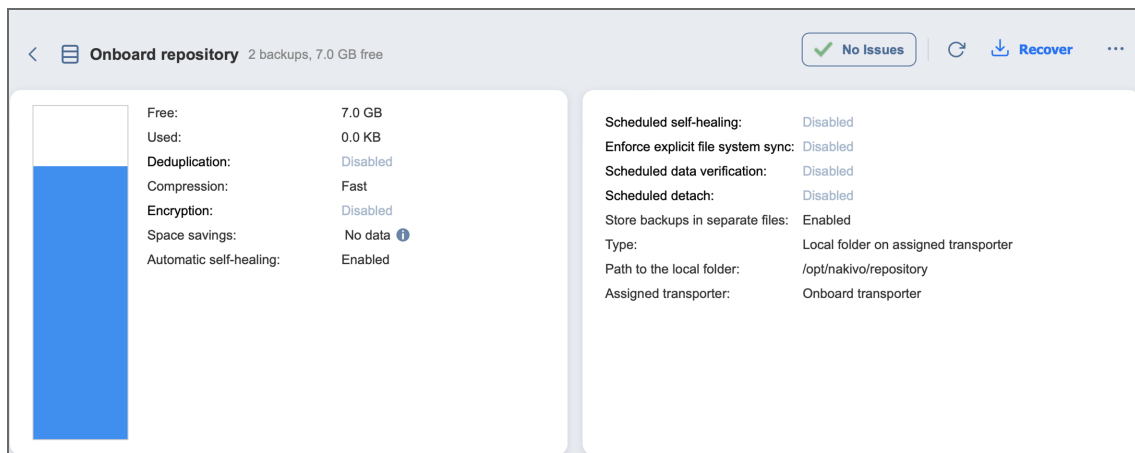 Onboard repository 2 backups, 7.0 GB free
No Issues
Recover
Free: 7.0 GB
Used: 0.0 KB
Deduplication: Disabled
Compression: Fast
Encryption: Disabled
Space savings: No data
Automatic self-healing: Enabled
Scheduled self-healing: Disabled
Enforce explicit file system sync: Disabled
Scheduled data verification: Disabled
Scheduled detach: Disabled
Store backups in separate files: Enabled
Type: Local folder on assigned transporter
Path to the local folder: /opt/nakivo/repository
Assigned transporter: Onboard transporter